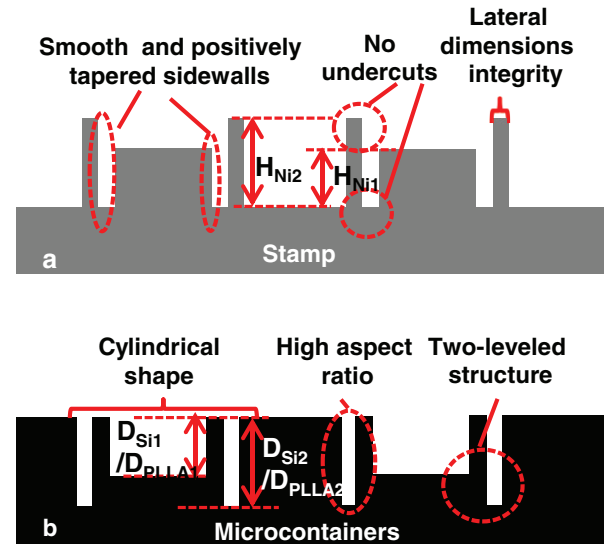 Smooth and positively
tapered sidewalls
No
undercuts
Lateral
dimensions
integrity
H_Ni2
H_Ni1
a
Stamp
Cylindrical
shape
High aspect
ratio
Two-leveled
structure
D_Si1
/D_PLLA1
D_Si2
/D_PLLA2
b
Microcontainers